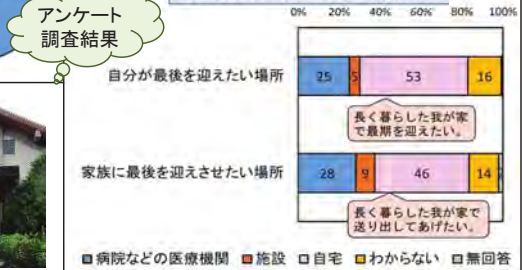 アンケート
調査結果
0% 20% 40% 60% 80% 100%
自分が最後を迎えたい場所
25 5 53 16
長く暮らした我が家
で最期を迎えたい。
家族に最後を迎えさせたい場所
28 9 46 14
長く暮らした我が家で
送り出してあげたい。
■病院などの医療機関 ■施設 □自宅 ■わからない □無回答